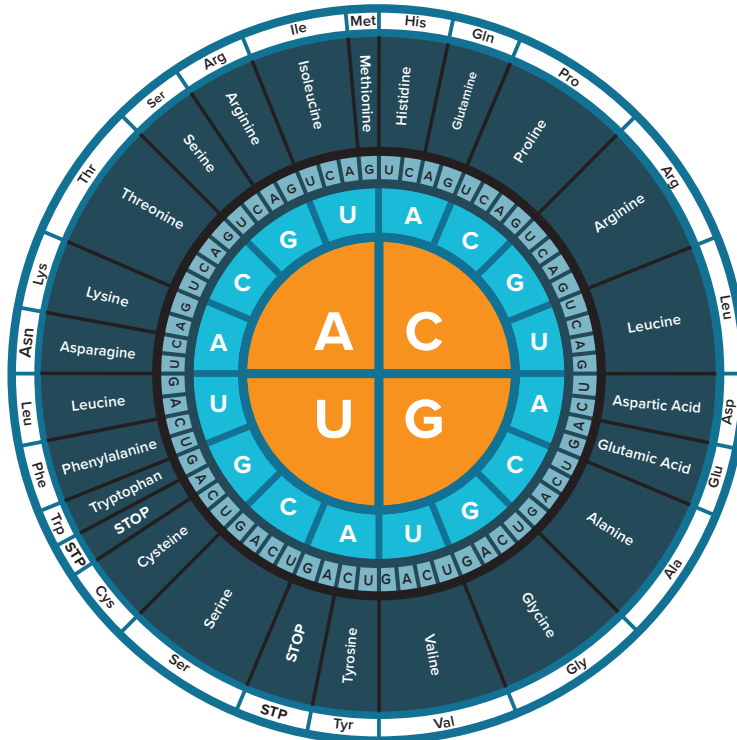 His
Gln
Pro
Arg
Leu
Asp
Glu
Ala
Gly
Val
Tyr
STP
Ser
Cys
STP
Trp
Phe
Leu
Asn
Lys
Thr
Ser
Arg
Ile
Met
Histidine
Glutamine
Proline
Arginine
Leucine
Aspartic Acid
Glutamic Acid
Alanine
Glycine
Valine
Tyrosine
STOP
Serine
Cysteine
STOP
Tryptophan
Phenylalanine
Leucine
Asparagine
Lysine
Threonine
Serine
Arginine
Isoleucine
Methionine
U C A G U C A G U C A G U C A G
U C A G U C A G U C A G U C A G
U C A G U C A G U C A G U C A G
U C A G U C A G U C A G U C A G
A C G U
A C G U
A C G U
A C G U
A C
U G